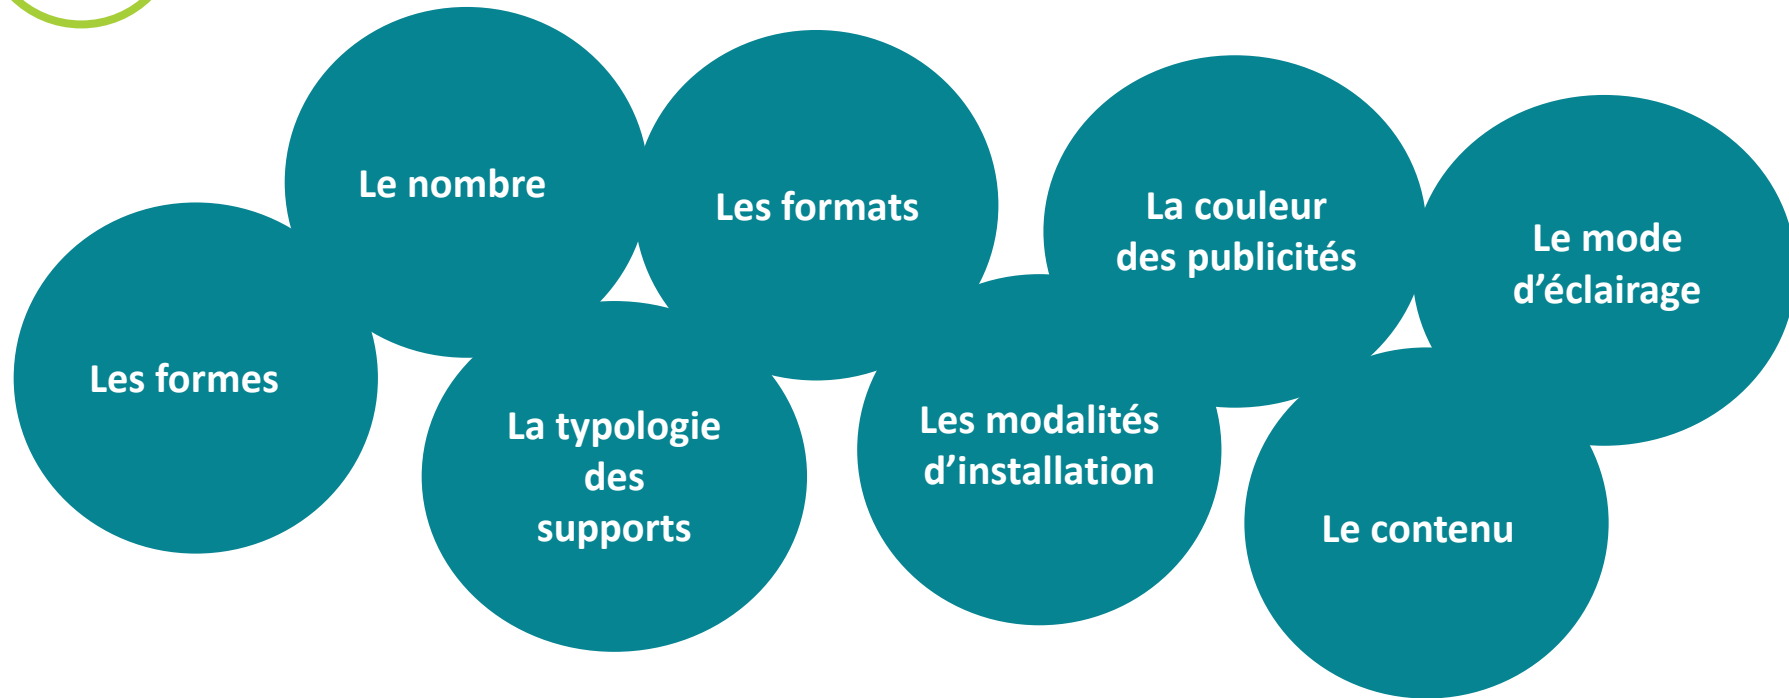 Les formes
Le nombre
La typologie
des
supports
Les formats
Les modalités
d’installation
La couleur
des publicités
Le contenu
Le mode
d’éclairage